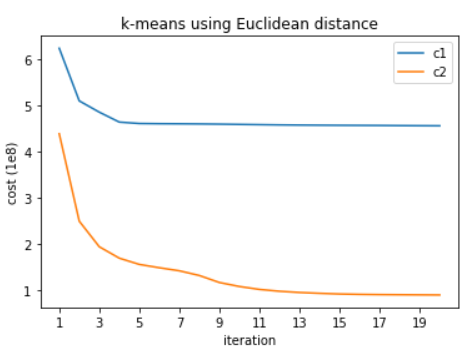 k-means using Euclidean distance
c1
c2
6
5
4
3
2
1
cost (1e8)
1 3 5 7 9 11 13 15 17 19
iteration